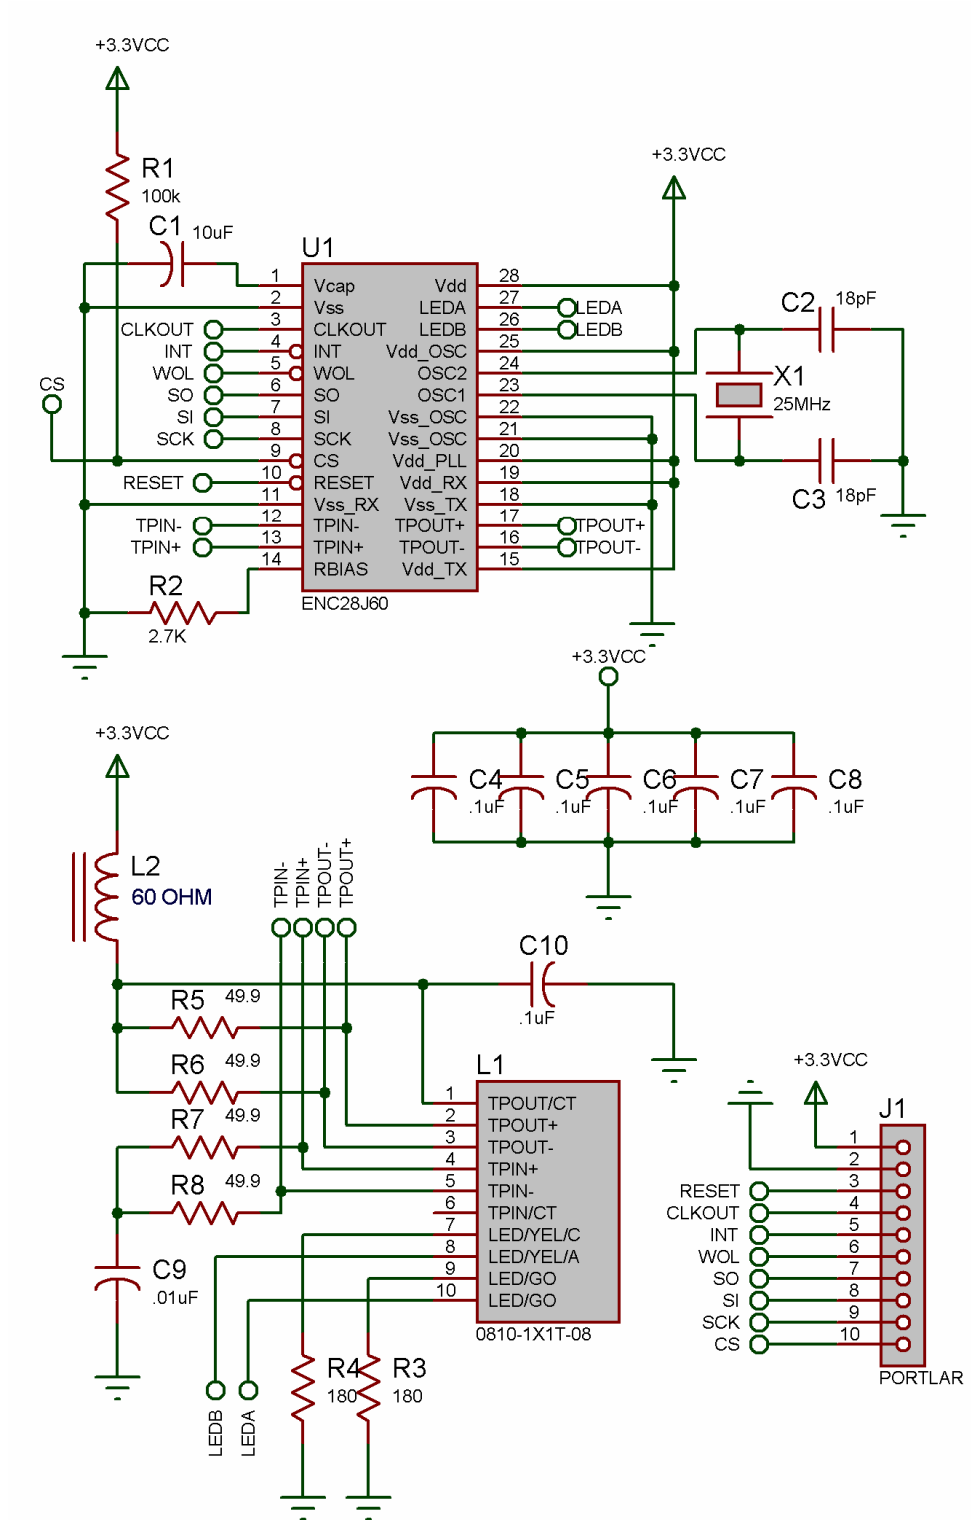 +3.3VCC
R1
100k
C1 10uF
U1
1 Vcap
2 Vss
CLKOUT 3 CLKOUT
INT 4 INT
WOL 5 WOL
SO 6 SO
SI 7 SI
SCK 8 SCK
CS
9 CS
RESET 10 RESET
11 Vss_RX
TPIN- 12 TPIN-
TPIN+ 13 TPIN+
14 RBIAS
R2
2.7K
ENC28J60
Vdd 28
LEDA 27 LEDA
LEDB 26 LEDB
Vdd_OSC 25
OSC2 24
OSC1 23
Vss_OSC 22
Vss_OSC 21
Vdd_PLL 20
Vdd_RX 19
Vss_TX 18
TPOUT+ 17 TPOUT+
TPOUT- 16 TPOUT-
Vdd_TX 15
+3.3VCC
C2 18pF
X1
25MHz
C3 18pF
+3.3VCC
C4 .1uF
C5 .1uF
C6 .1uF
C7 .1uF
C8 .1uF
+3.3VCC
L2
60 OHM
TPIN-
TPIN+
TPOUT-
TPOUT+
C10
.1uF
R5 49.9
R6 49.9
R7 49.9
R8 49.9
C9
.01uF
L1
1 TPOUT/CT
2 TPOUT+
3 TPOUT-
4 TPIN+
5 TPIN-
6 TPIN/CT
7 LED/YEL/C
8 LED/YEL/A
9 LED/GO
10 LED/GO
0810-1X1T-08
LEDB
LEDA
R4
180
R3
180
+3.3VCC
J1
1
2
RESET 3
CLKOUT 4
INT 5
WOL 6
SO 7
SI 8
SCK 9
CS 10
PORTLAR